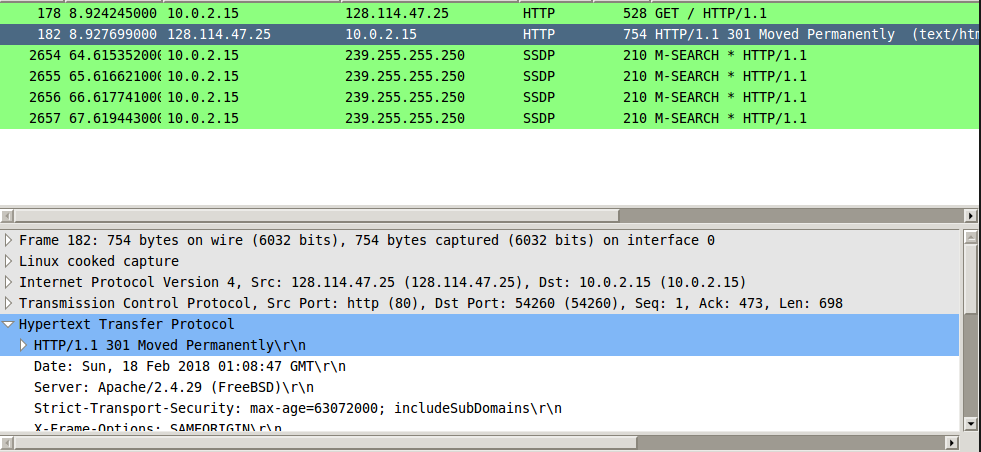 178 8.924245000 10.0.2.15 128.114.47.25 HTTP 528 GET / HTTP/1.1
182 8.927699000 128.114.47.25 10.0.2.15 HTTP 754 HTTP/1.1 301 Moved Permanently (text/htm
2654 64.615352000 10.0.2.15 239.255.255.250 SSDP 210 M-SEARCH * HTTP/1.1
2655 65.616621000 10.0.2.15 239.255.255.250 SSDP 210 M-SEARCH * HTTP/1.1
2656 66.617741000 10.0.2.15 239.255.255.250 SSDP 210 M-SEARCH * HTTP/1.1
2657 67.619443000 10.0.2.15 239.255.255.250 SSDP 210 M-SEARCH * HTTP/1.1
Frame 182: 754 bytes on wire (6032 bits), 754 bytes captured (6032 bits) on interface 0
Linux cooked capture
Internet Protocol Version 4, Src: 128.114.47.25 (128.114.47.25), Dst: 10.0.2.15 (10.0.2.15)
Transmission Control Protocol, Src Port: http (80), Dst Port: 54260 (54260), Seq: 1, Ack: 473, Len: 698
Hypertext Transfer Protocol
HTTP/1.1 301 Moved Permanently\r\n
Date: Sun, 18 Feb 2018 01:08:47 GMT\r\n
Server: Apache/2.4.29 (FreeBSD)\r\n
Strict-Transport-Security: max-age=63072000; includeSubDomains\r\n
X-Frame-Options: SAMEORIGIN\r\n